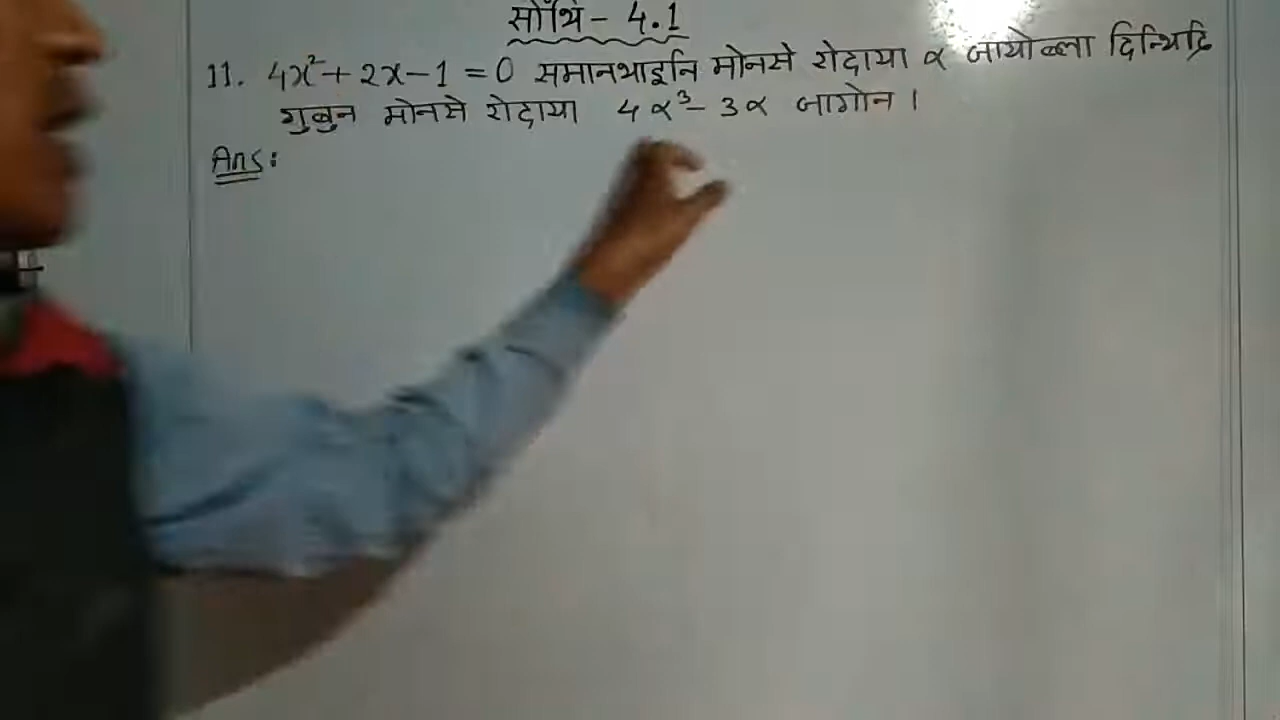 सोँथि - 4.1
11. 4x² + 2x - 1 = 0 समानथाइनि मोनसे रोदाया α जायोब्ला दिन्थिद्रि
गुबुन मोनसे रोदाया 4α³ - 3α जागोन।
Ans: